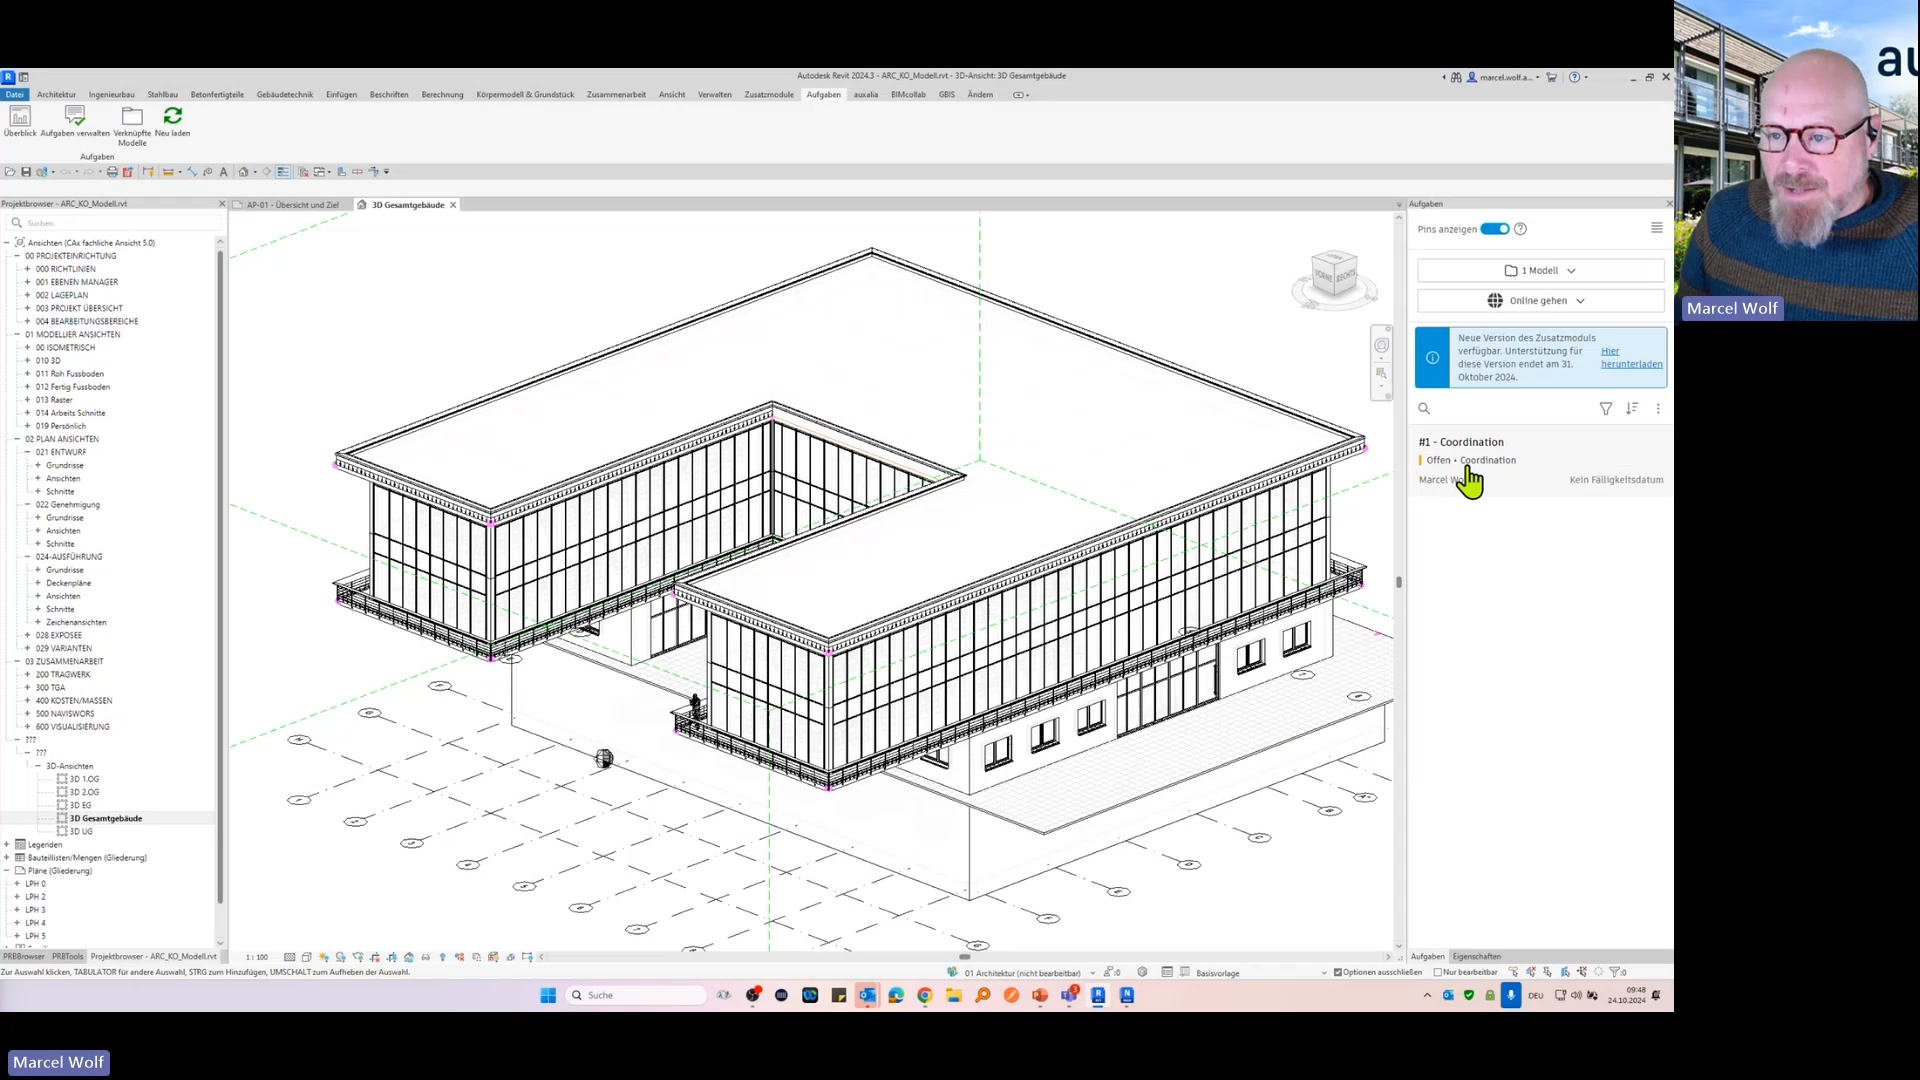 Autodesk Revit 2024.3 - ARC_KO_Modell.rvt - 3D-Ansicht: 3D Gesamtgebäude
marcel.wolf.a...
Datei Architektur Ingenieurbau Stahlbau Betonfertigteile Gebäudetechnik Einfügen Beschriften Berechnung Körpermodell & Grundstück Zusammenarbeit Ansicht Verwalten Zusatzmodule Aufgaben auxalia BIMcollab GBIS Ändern
Überblick Aufgaben verwalten Verknüpfte Modelle Neu laden
Aufgaben
Projektbrowser - ARC_KO_Modell.rvt
AP-01 - Übersicht und Ziel
3D Gesamtgebäude
Suchen
Ansichten (CAx fachliche Ansicht 5.0)
00 PROJEKTEINRICHTUNG
000 RICHTLINIEN
001 EBENEN MANAGER
002 LAGEPLAN
003 PROJEKT ÜBERSICHT
004 BEARBEITUNGSBEREICHE
01 MODELLIER ANSICHTEN
00 ISOMETRISCH
010 3D
011 Roh Fussboden
012 Fertig Fussboden
013 Raster
014 Arbeits Schnitte
019 Persönlich
02 PLAN ANSICHTEN
021 ENTWURF
Grundrisse
Ansichten
Schnitte
022 Genehmigung
Grundrisse
Ansichten
Schnitte
024-AUSFÜHRUNG
Grundrisse
Deckenpläne
Ansichten
Schnitte
Zeichenansichten
028 EXPOSEE
029 VARIANTEN
03 ZUSAMMENARBEIT
200 TRAGWERK
300 TGA
400 KOSTEN/MASSEN
500 NAVISWORS
600 VISUALISIERUNG
???
???
3D-Ansichten
3D 1.OG
3D 2.OG
3D EG
3D Gesamtgebäude
3D UG
Legenden
Bauteillisten/Mengen (Gliederung)
Pläne (Gliederung)
LPH 0
LPH 2
LPH 3
LPH 4
LPH 5
PRBBrowser PRBTools Projektbrowser - ARC_KO_Modell.rvt
VORNE RECHTS
1 : 100
Aufgaben
Pins anzeigen
1 Modell
Online gehen
Neue Version des Zusatzmoduls
verfügbar. Unterstützung für
diese Version endet am 31.
Oktober 2024.
Hier
herunterladen
#1 - Coordination
Offen • Coordination
Marcel Kein Fälligkeitsdatum
Aufgaben Eigenschaften
Zur Auswahl klicken, TABULATOR für andere Auswahl, STRG zum Hinzufügen, UMSCHALT zum Aufheben der Auswahl.
01 Architektur (nicht bearbeitbar) :0 Basisvorlage Optionen ausschließen Nur bearbeitbar :0
Suche
DEU
09:48
24.10.2024
au
Marcel Wolf
Marcel Wolf